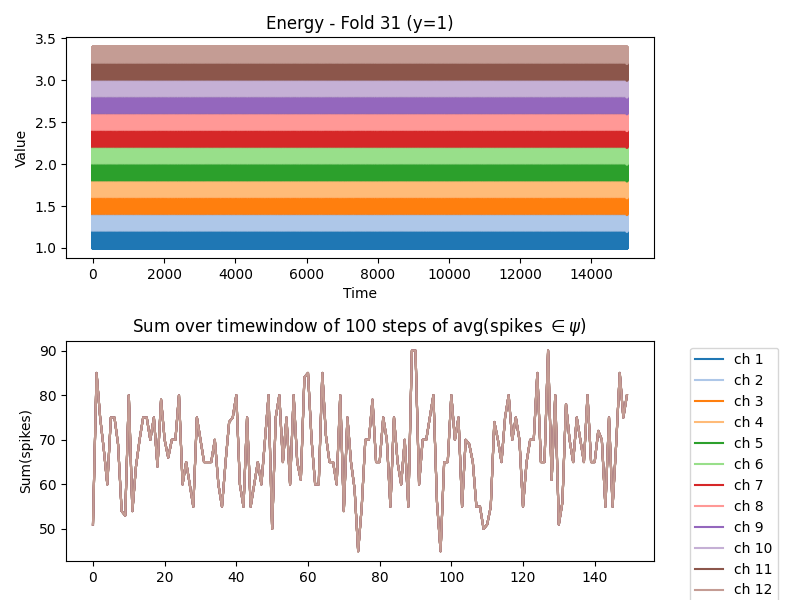 Energy - Fold 31 (y=1)
3.5
3.0
2.5
2.0
1.5
1.0
Value
0 2000 4000 6000 8000 10000 12000 14000
Time
Sum over timewindow of 100 steps of avg(spikes ∈ ψ)
90
80
70
60
50
Sum(spikes)
0 20 40 60 80 100 120 140
ch 1
ch 2
ch 3
ch 4
ch 5
ch 6
ch 7
ch 8
ch 9
ch 10
ch 11
ch 12